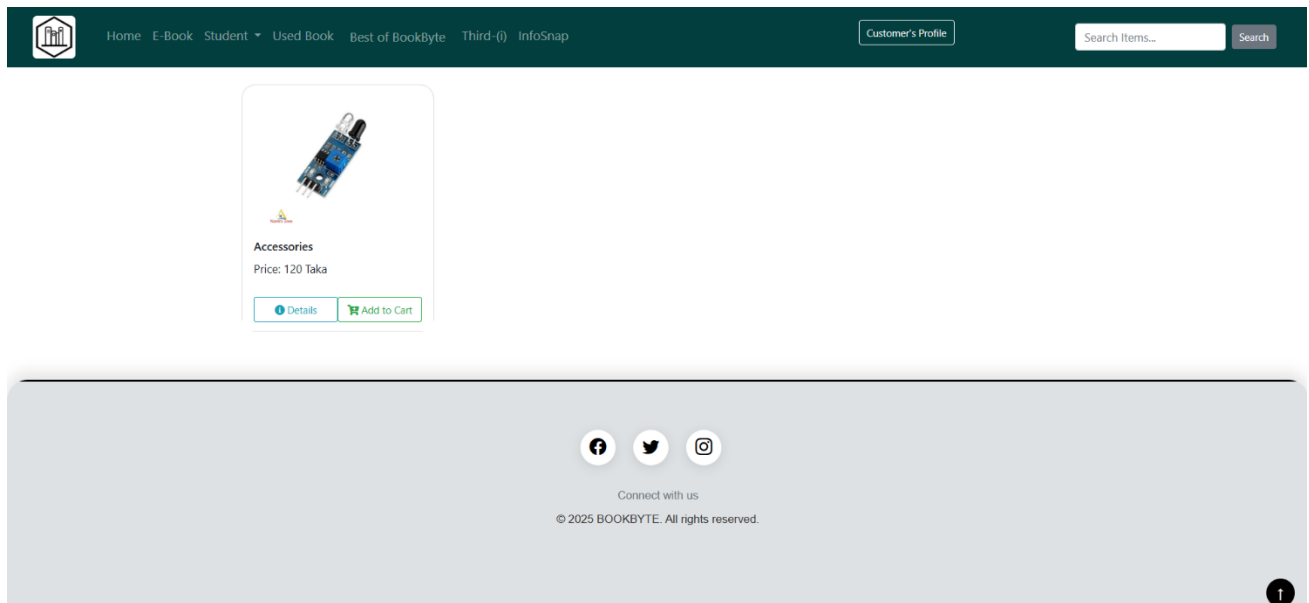 Home E-Book Student Used Book Best of BookByte Third-(i) InfoSnap Customer's Profile Search Items... Search
Accessories
Price: 120 Taka
Details Add to Cart
Connect with us
© 2025 BOOKBYTE. All rights reserved.